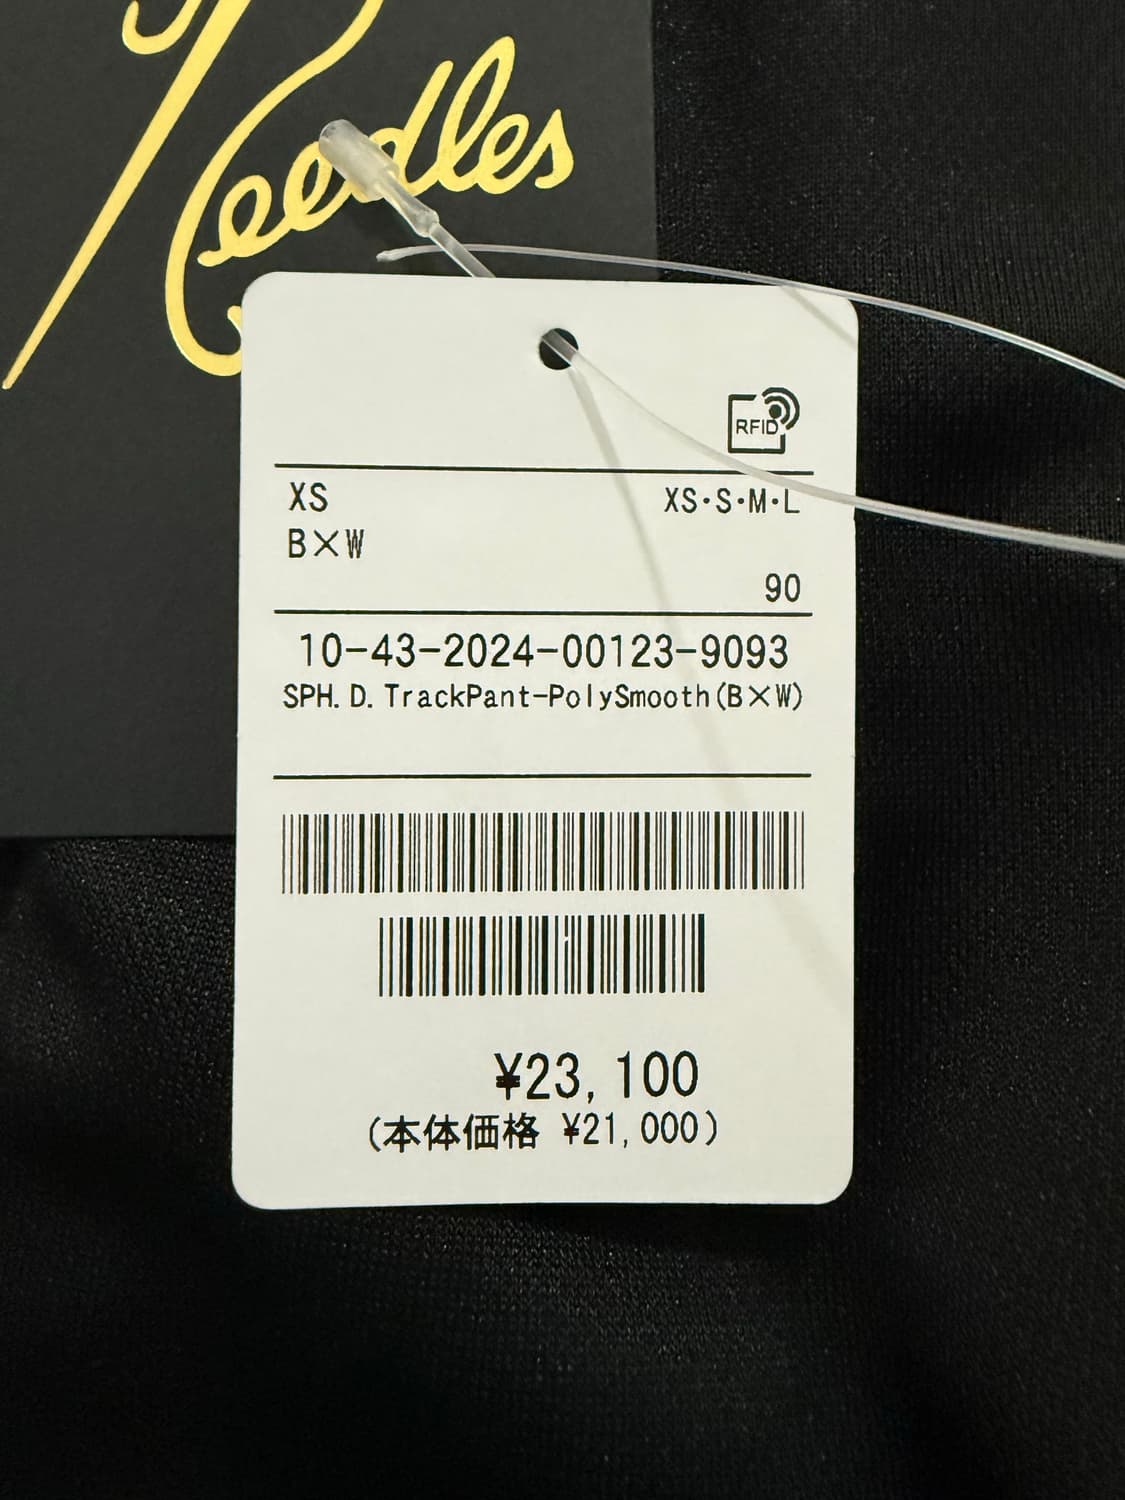 Needles
RFID
XS XS・S・M・L
B×W
90
10-43-2024-00123-9093
SPH.D.TrackPant-PolySmooth(B×W)
¥23,100
(本体価格 ¥21,000)